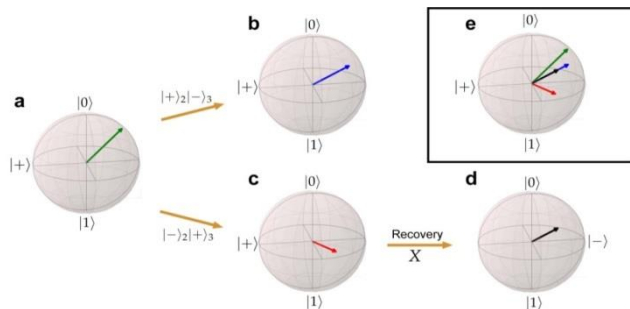 a
|0⟩
|+⟩
|1⟩
|+⟩₂|−⟩₃
|−⟩₂|+⟩₃
b
|0⟩
|+⟩
|1⟩
c
|0⟩
|+⟩
|1⟩
Recovery
X
d
|0⟩
|−⟩
|1⟩
e
|0⟩
|+⟩
|1⟩